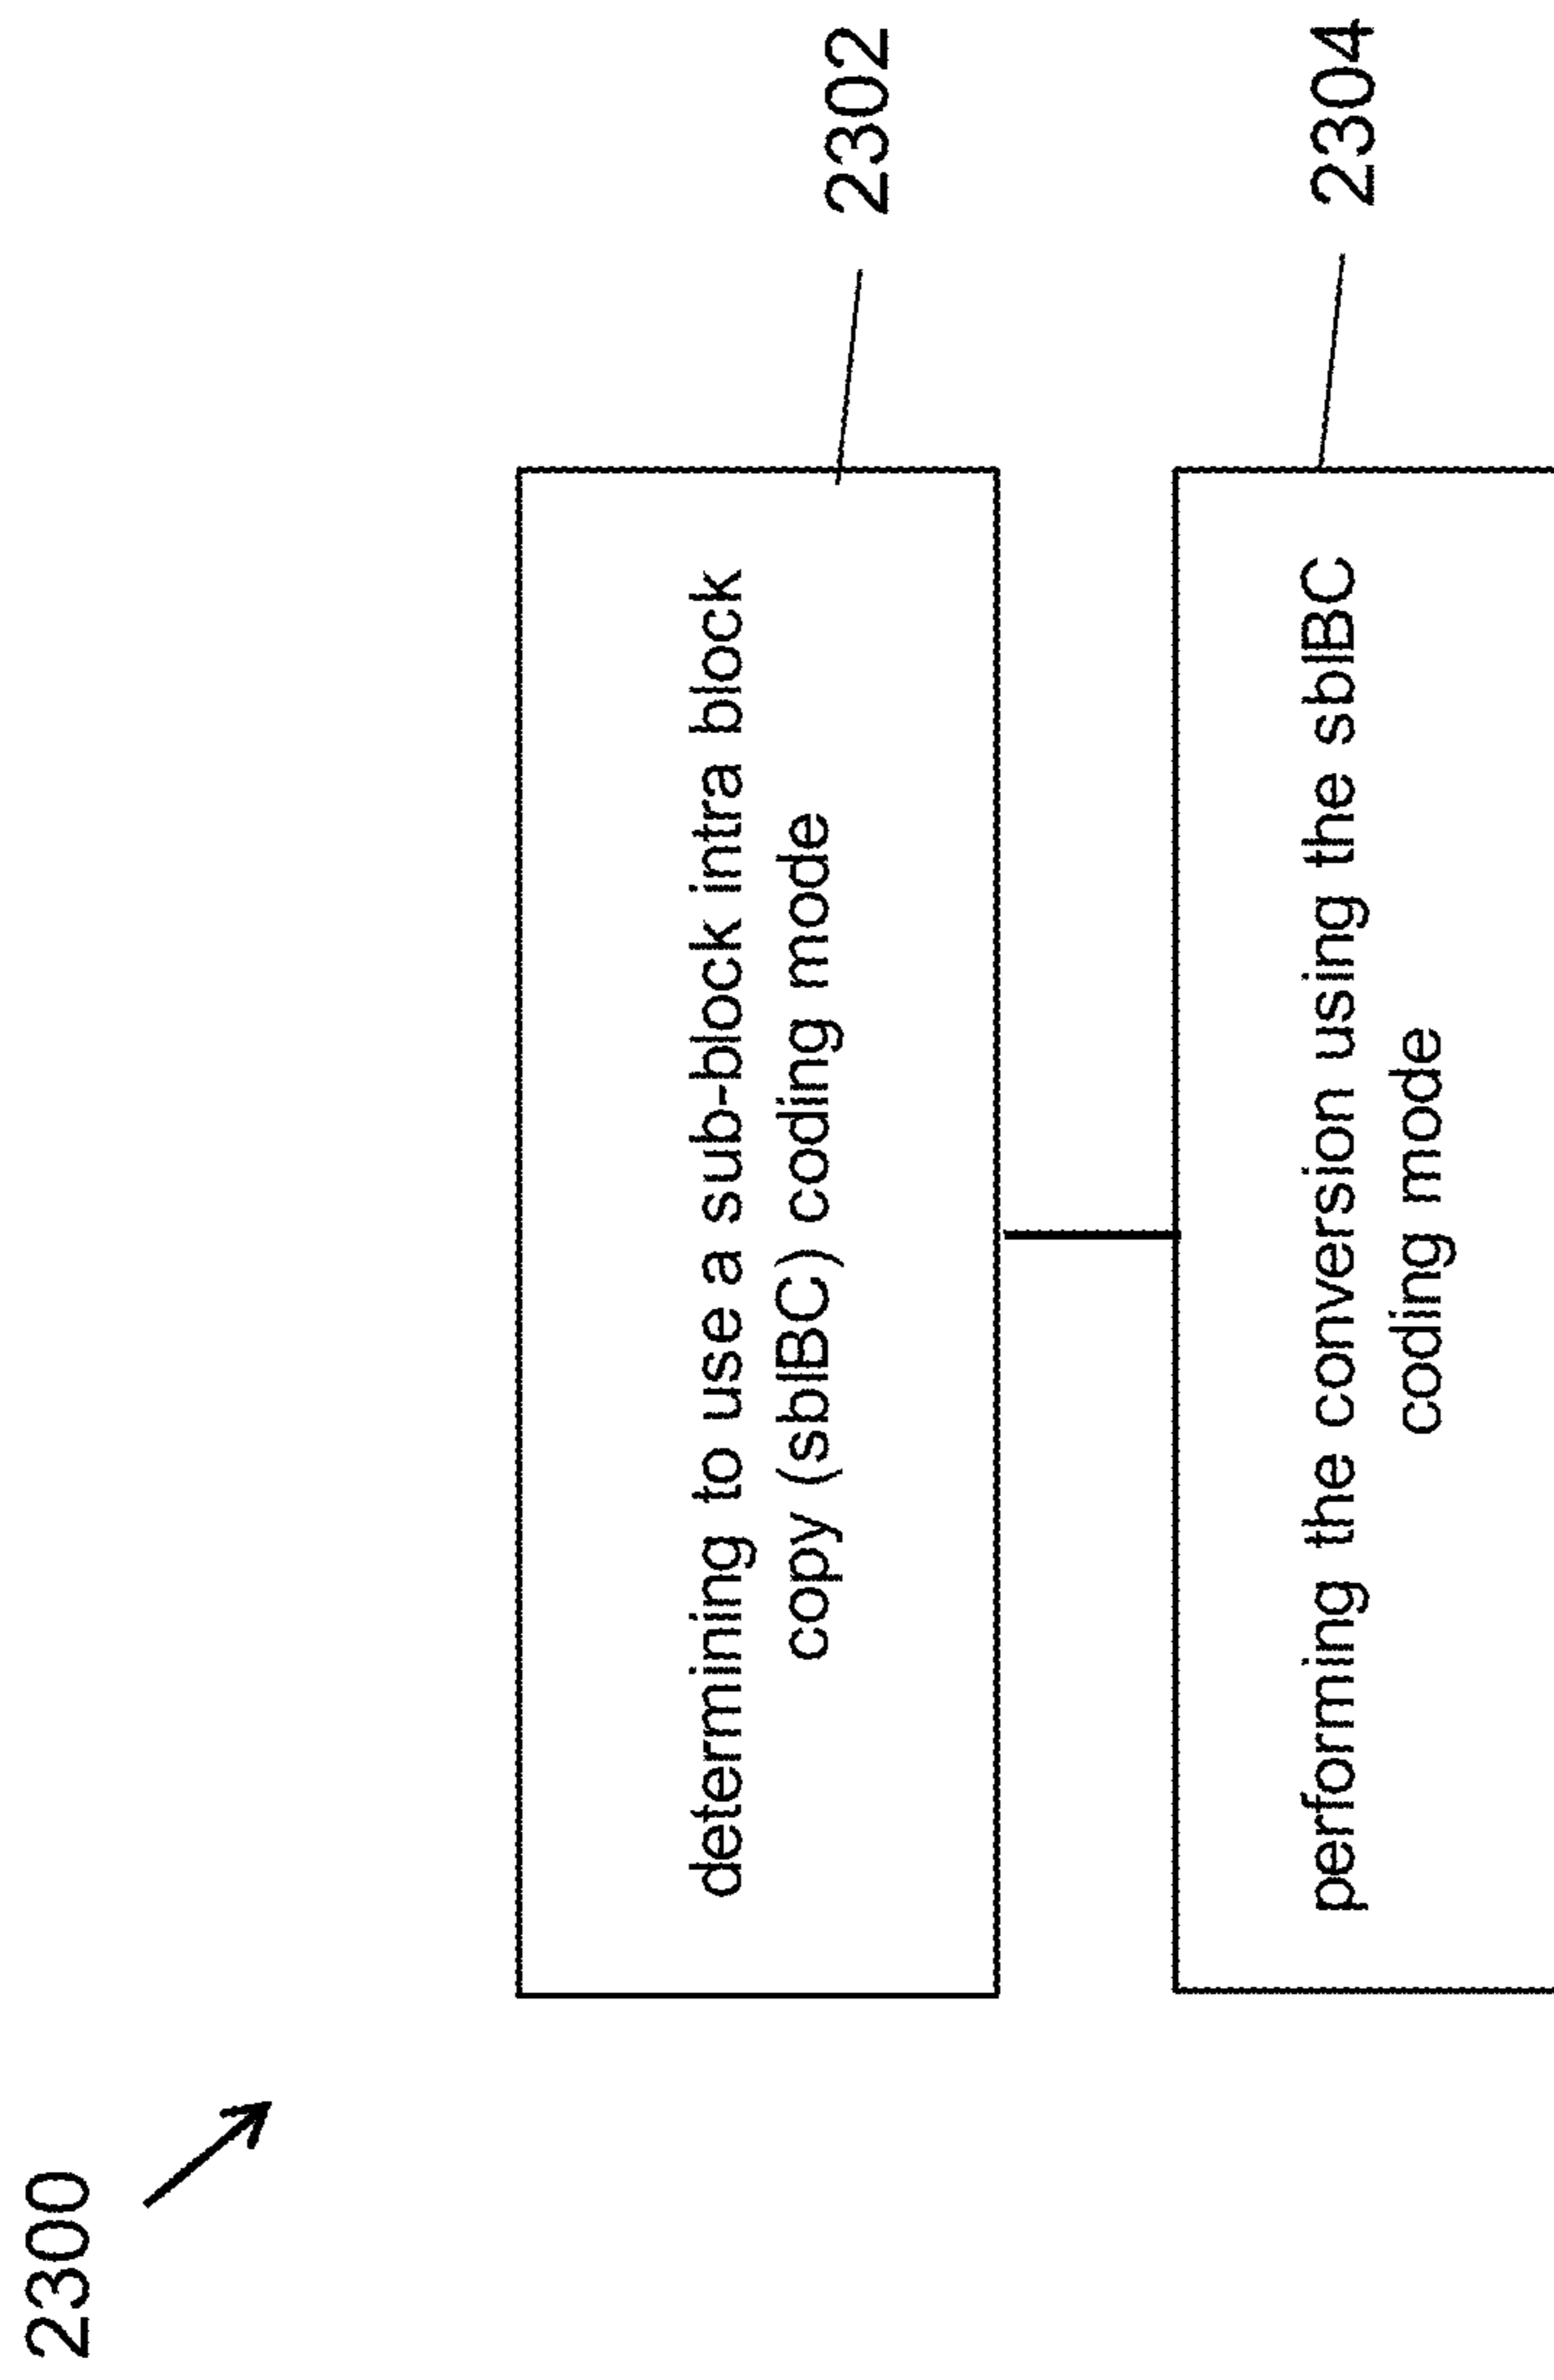 2300
determining to use a sub-block intra block
copy (sbIBC) coding mode
2302
performing the conversion using the sbIBC
coding mode
2304